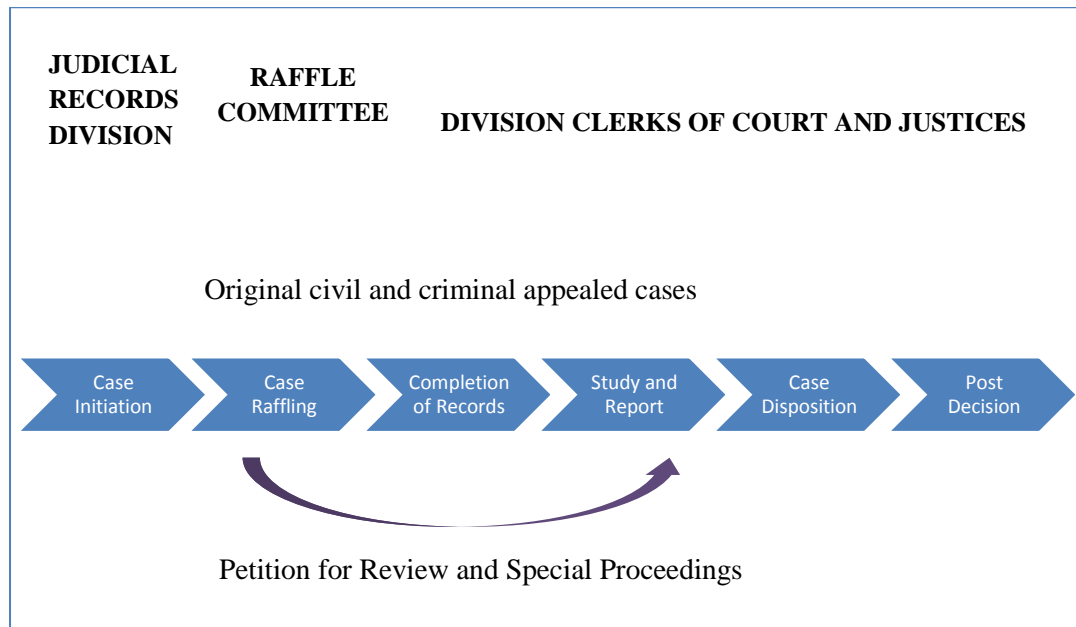 JUDICIAL
RECORDS
DIVISION
RAFFLE
COMMITTEE
DIVISION CLERKS OF COURT AND JUSTICES
Original civil and criminal appealed cases
Case
Initiation
Case
Raffling
Completion
of Records
Study and
Report
Case
Disposition
Post
Decision
Petition for Review and Special Proceedings